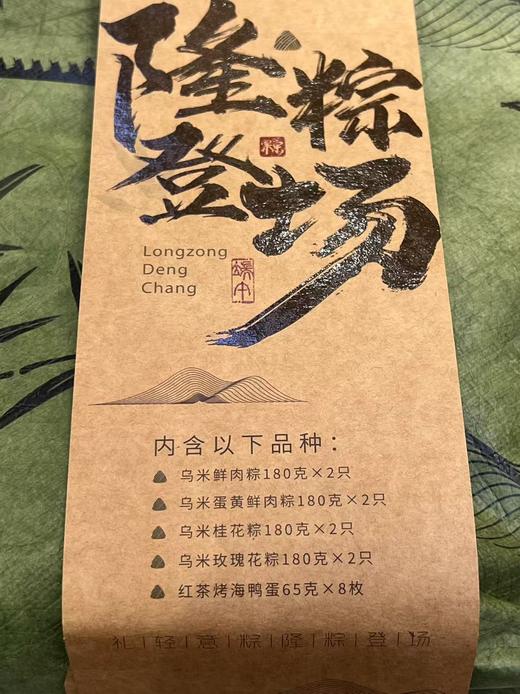 隆粽
登场
粽
Longzong
Deng
Chang
端午
内含以下品种：
乌米鲜肉粽180克×2只
乌米蛋黄鲜肉粽180克×2只
乌米桂花粽180克×2只
乌米玫瑰花粽180克×2只
红茶烤海鸭蛋65克×8枚
礼|轻|意|粽|隆|粽|登|场